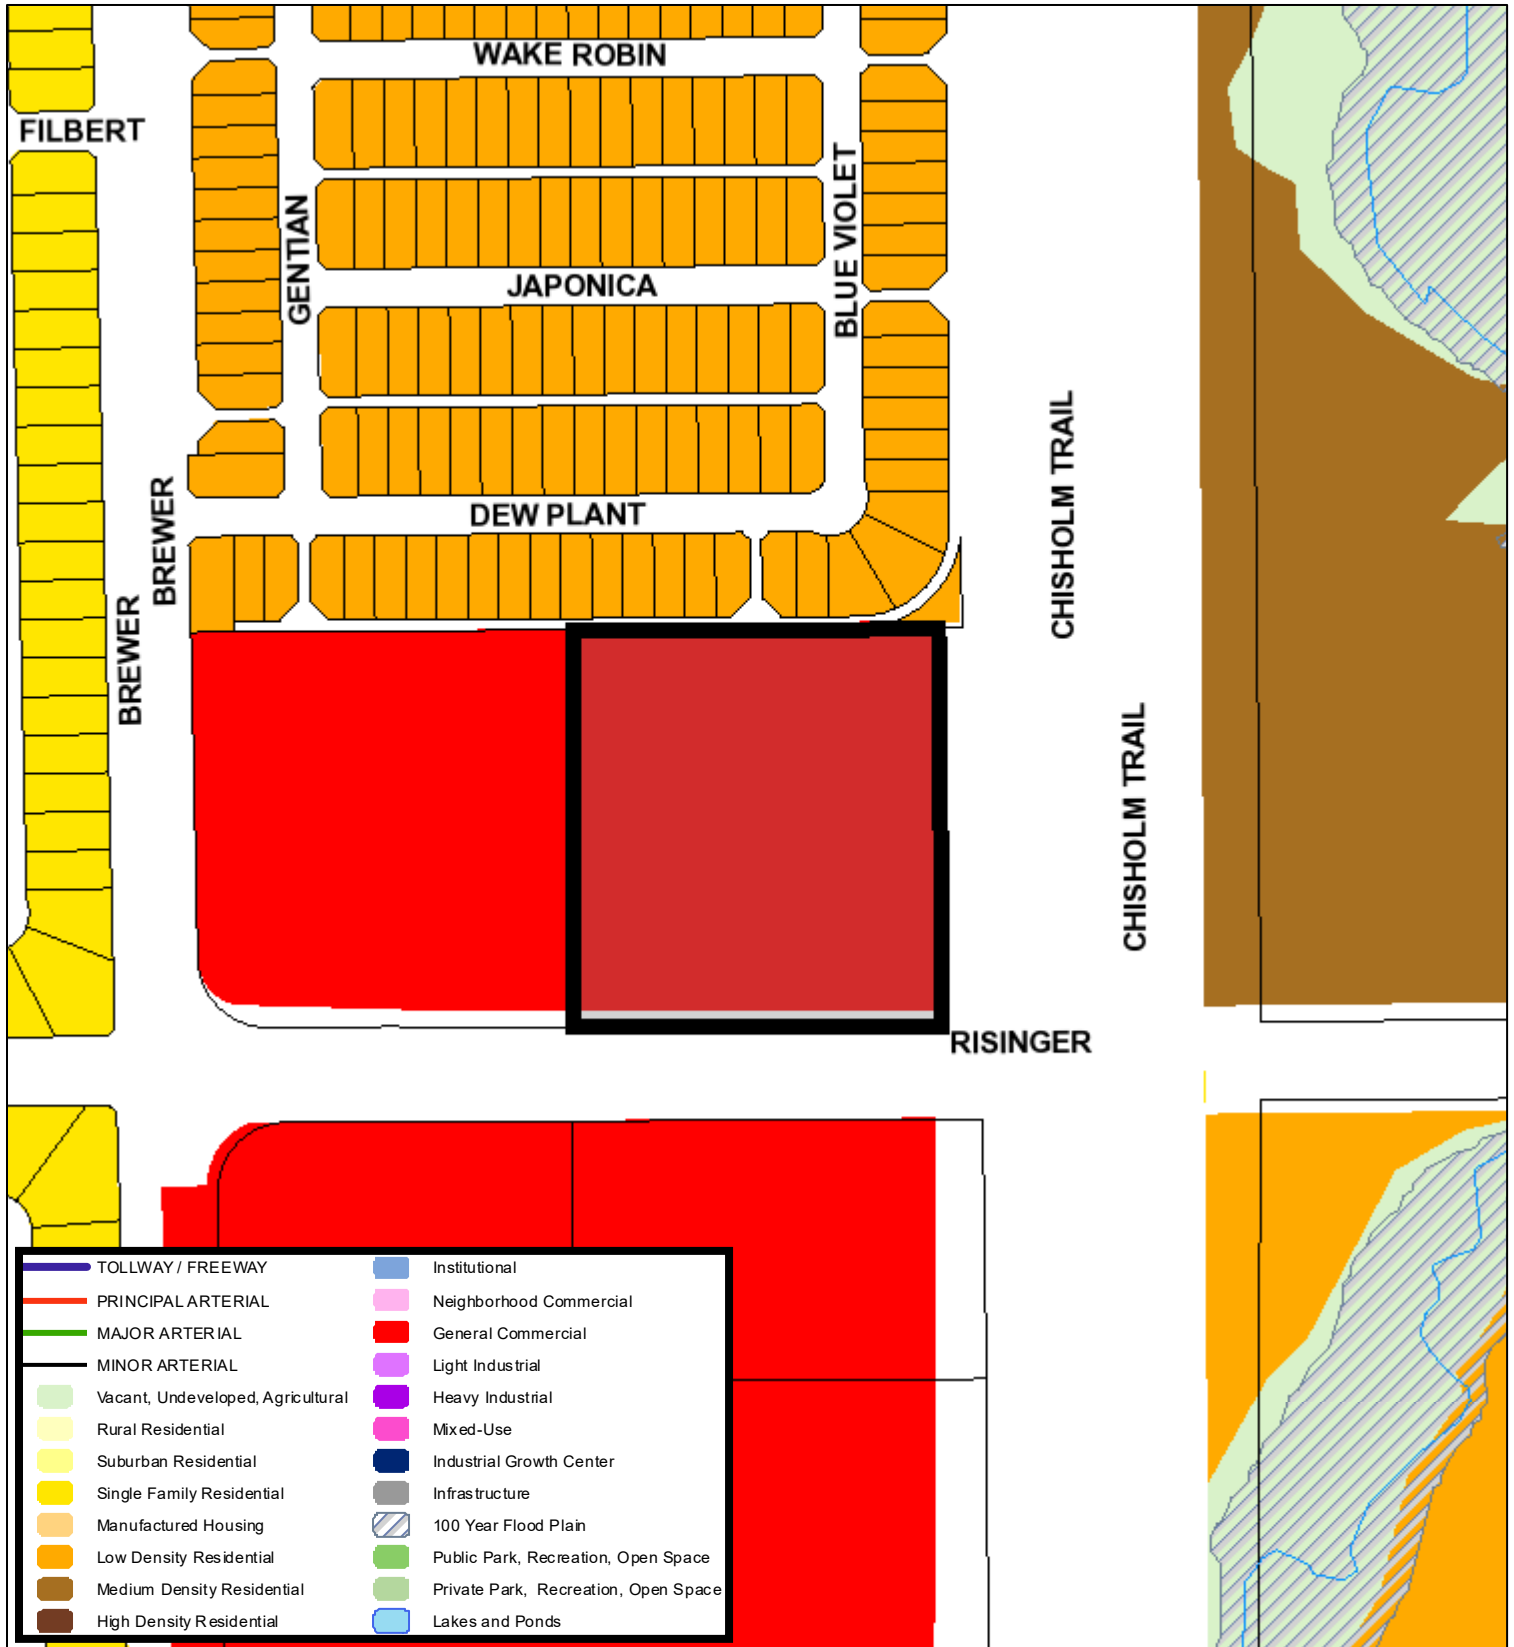 WAKE ROBIN
FILBERT
BLUE VIOLET
GENTIAN
JAPONICA
CHISHOLM TRAIL
BREWER
DEW PLANT
BREWER
CHISHOLM TRAIL
RISINGER
TOLLWAY / FREEWAY
PRINCIPAL ARTERIAL
MAJOR ARTERIAL
MINOR ARTERIAL
Vacant, Undeveloped, Agricultural
Rural Residential
Suburban Residential
Single Family Residential
Manufactured Housing
Low Density Residential
Medium Density Residential
High Density Residential
Institutional
Neighborhood Commercial
General Commercial
Light Industrial
Heavy Industrial
Mixed-Use
Industrial Growth Center
Infrastructure
100 Year Flood Plain
Public Park, Recreation, Open Space
Private Park, Recreation, Open Space
Lakes and Ponds